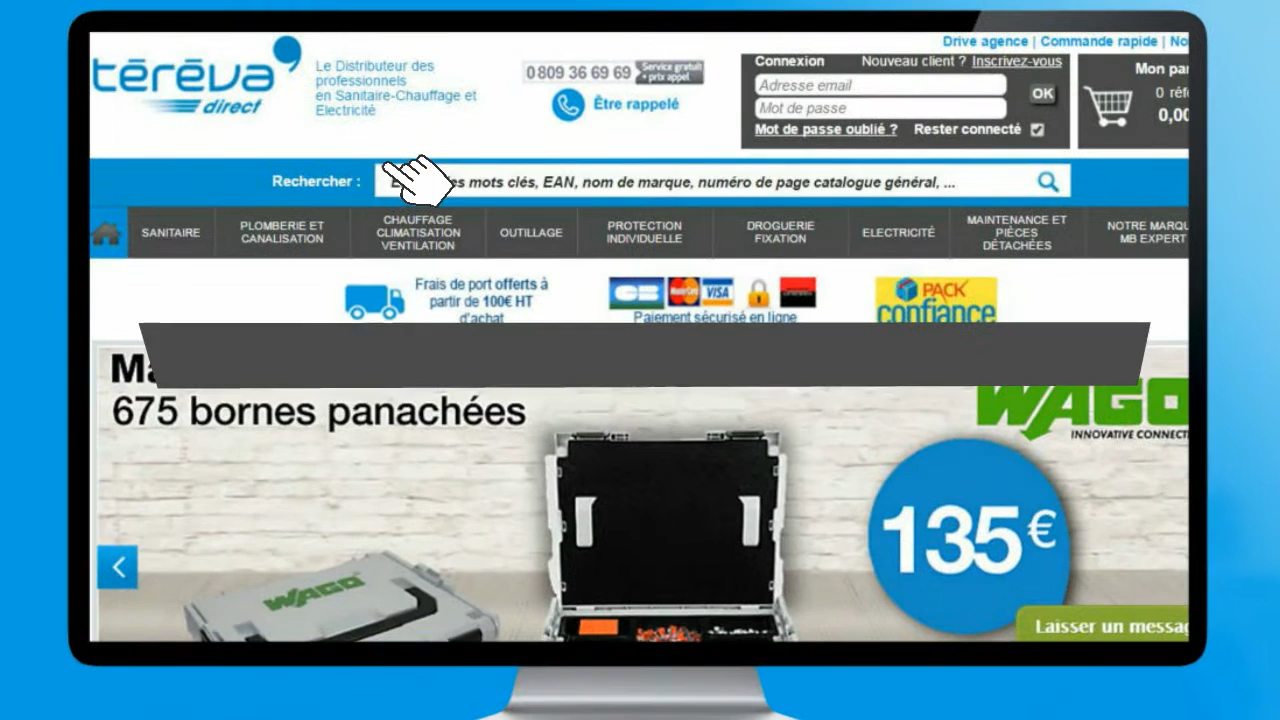 Drive agence | Commande rapide | No
téréva
direct
Le Distributeur des
professionnels
en Sanitaire-Chauffage et
Electricité
0 809 36 69 69
Service gratuit
+ prix appel
Être rappelé
Connexion
Nouveau client ? Inscrivez-vous
Adresse email
OK
Mot de passe
Mot de passe oublié ?
Rester connecté
Mon pa
0 réf
0,00
Rechercher :
es mots clés, EAN, nom de marque, numéro de page catalogue général, ...
SANITAIRE
PLOMBERIE ET
CANALISATION
CHAUFFAGE
CLIMATISATION
VENTILATION
OUTILLAGE
PROTECTION
INDIVIDUELLE
DROGUERIE
FIXATION
ELECTRICITÉ
MAINTENANCE ET
PIÈCES
DÉTACHÉES
NOTRE MARQU
MB EXPERT
Frais de port offerts à
partir de 100€ HT
d'achat
CB
MasterCard
VISA
Paiement sécurisé en ligne
PACK
confiance
Ma
675 bornes panachées
WAGO
INNOVATIVE CONNECT
135€
WAGO
Laisser un messag